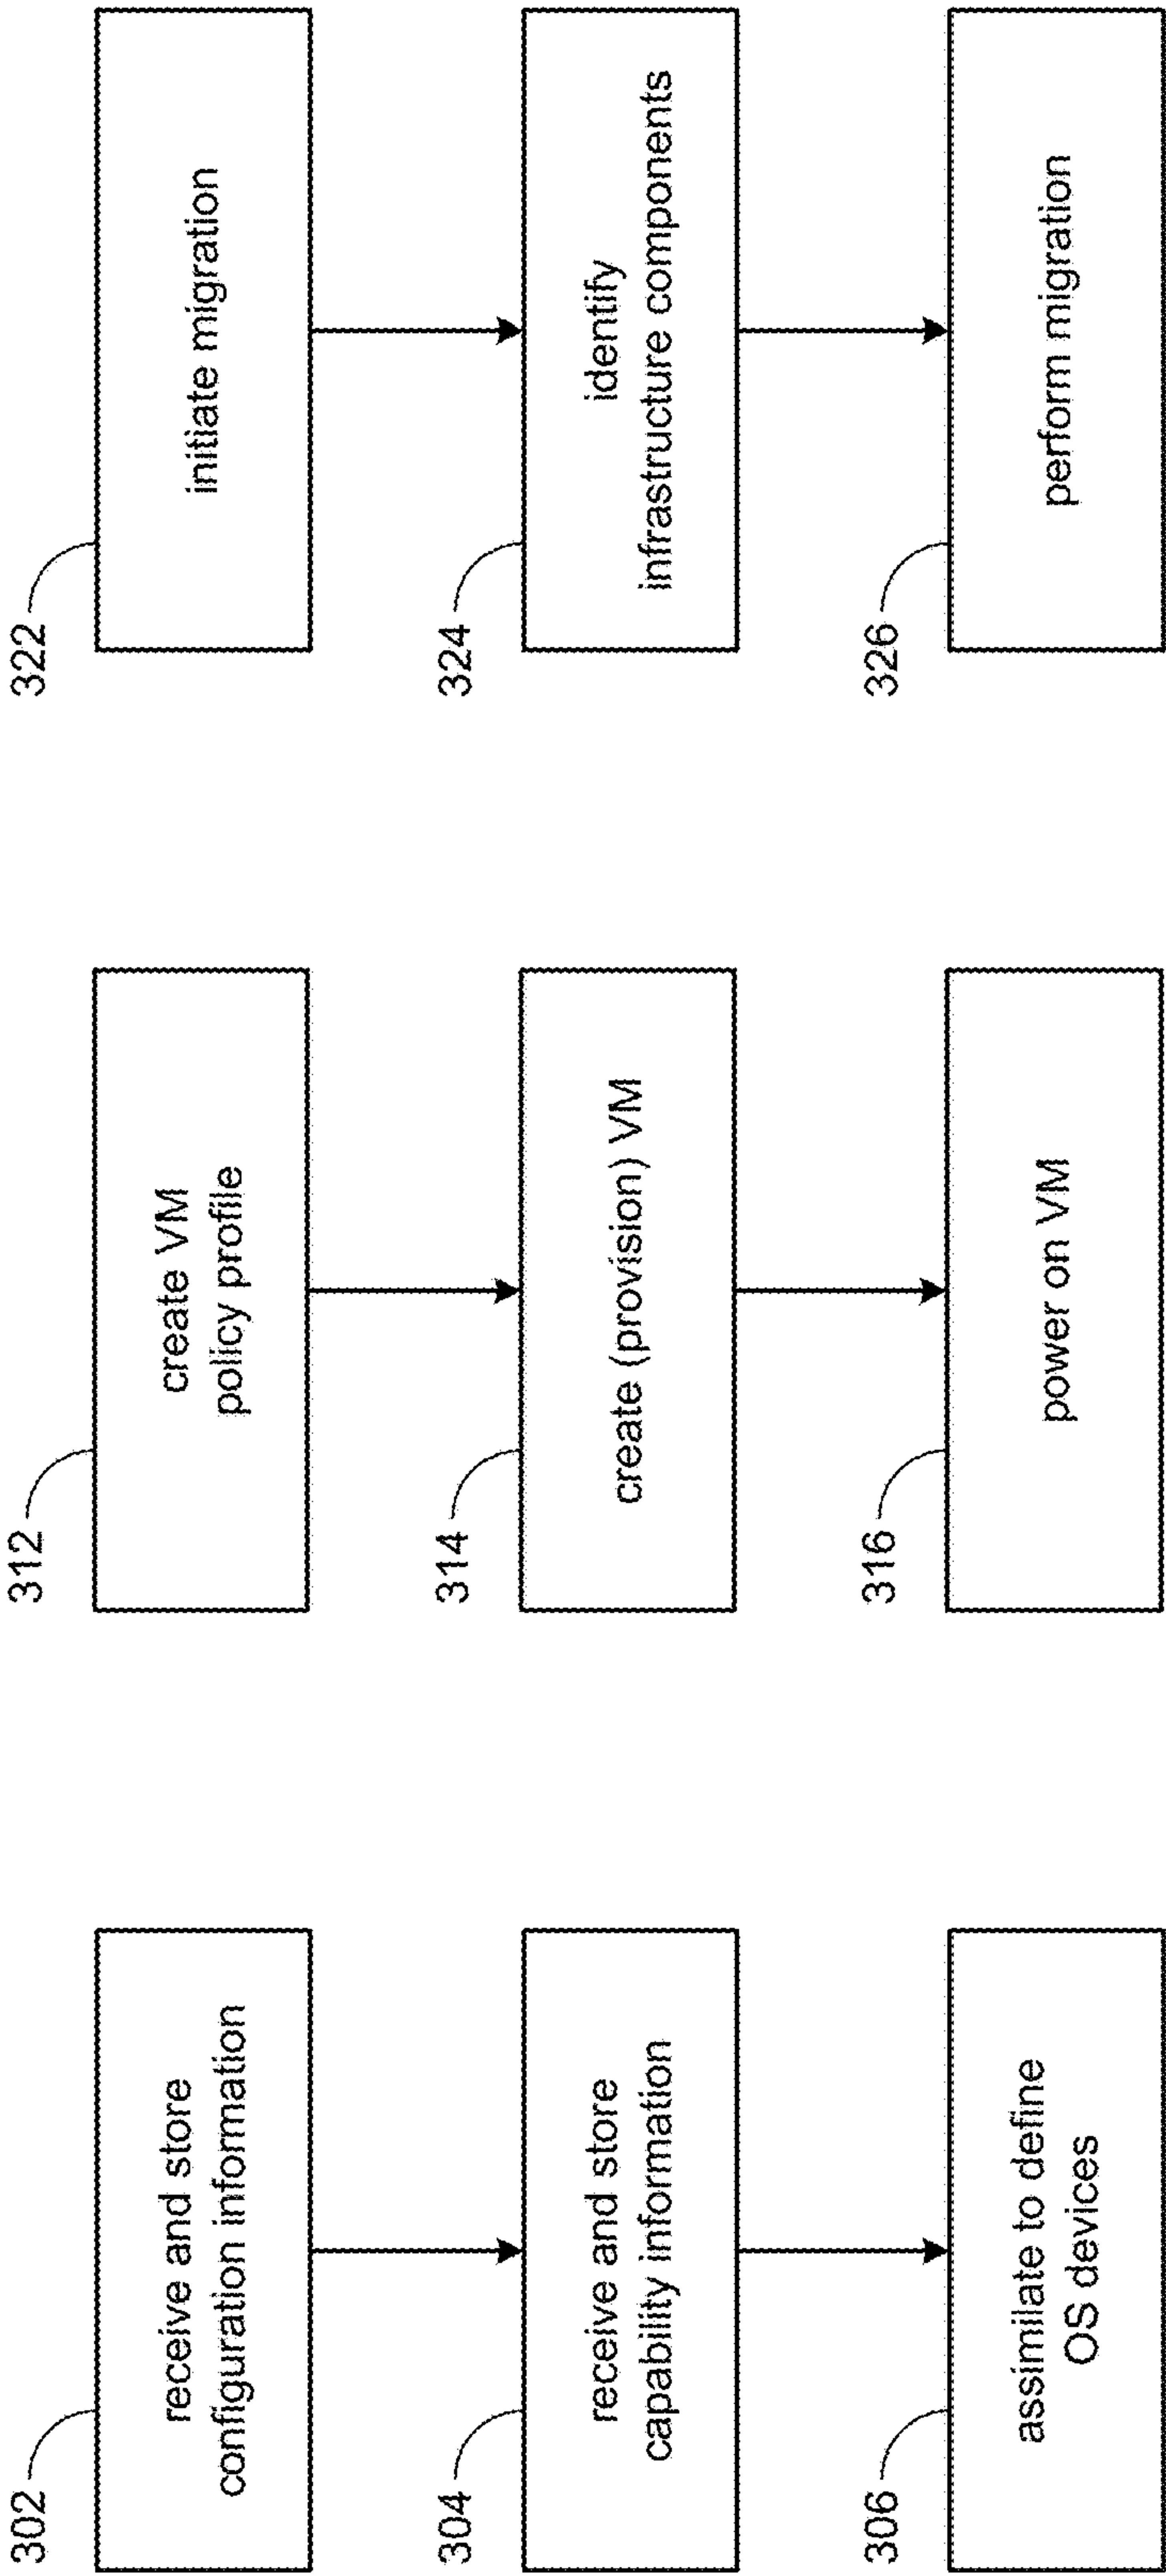 302
receive and store
configuration information
304
receive and store
capability information
306
assimilate to define
OS devices
312
create VM
policy profile
314
create (provision) VM
316
power on VM
322
initiate migration
324
identify
infrastructure components
326
perform migration